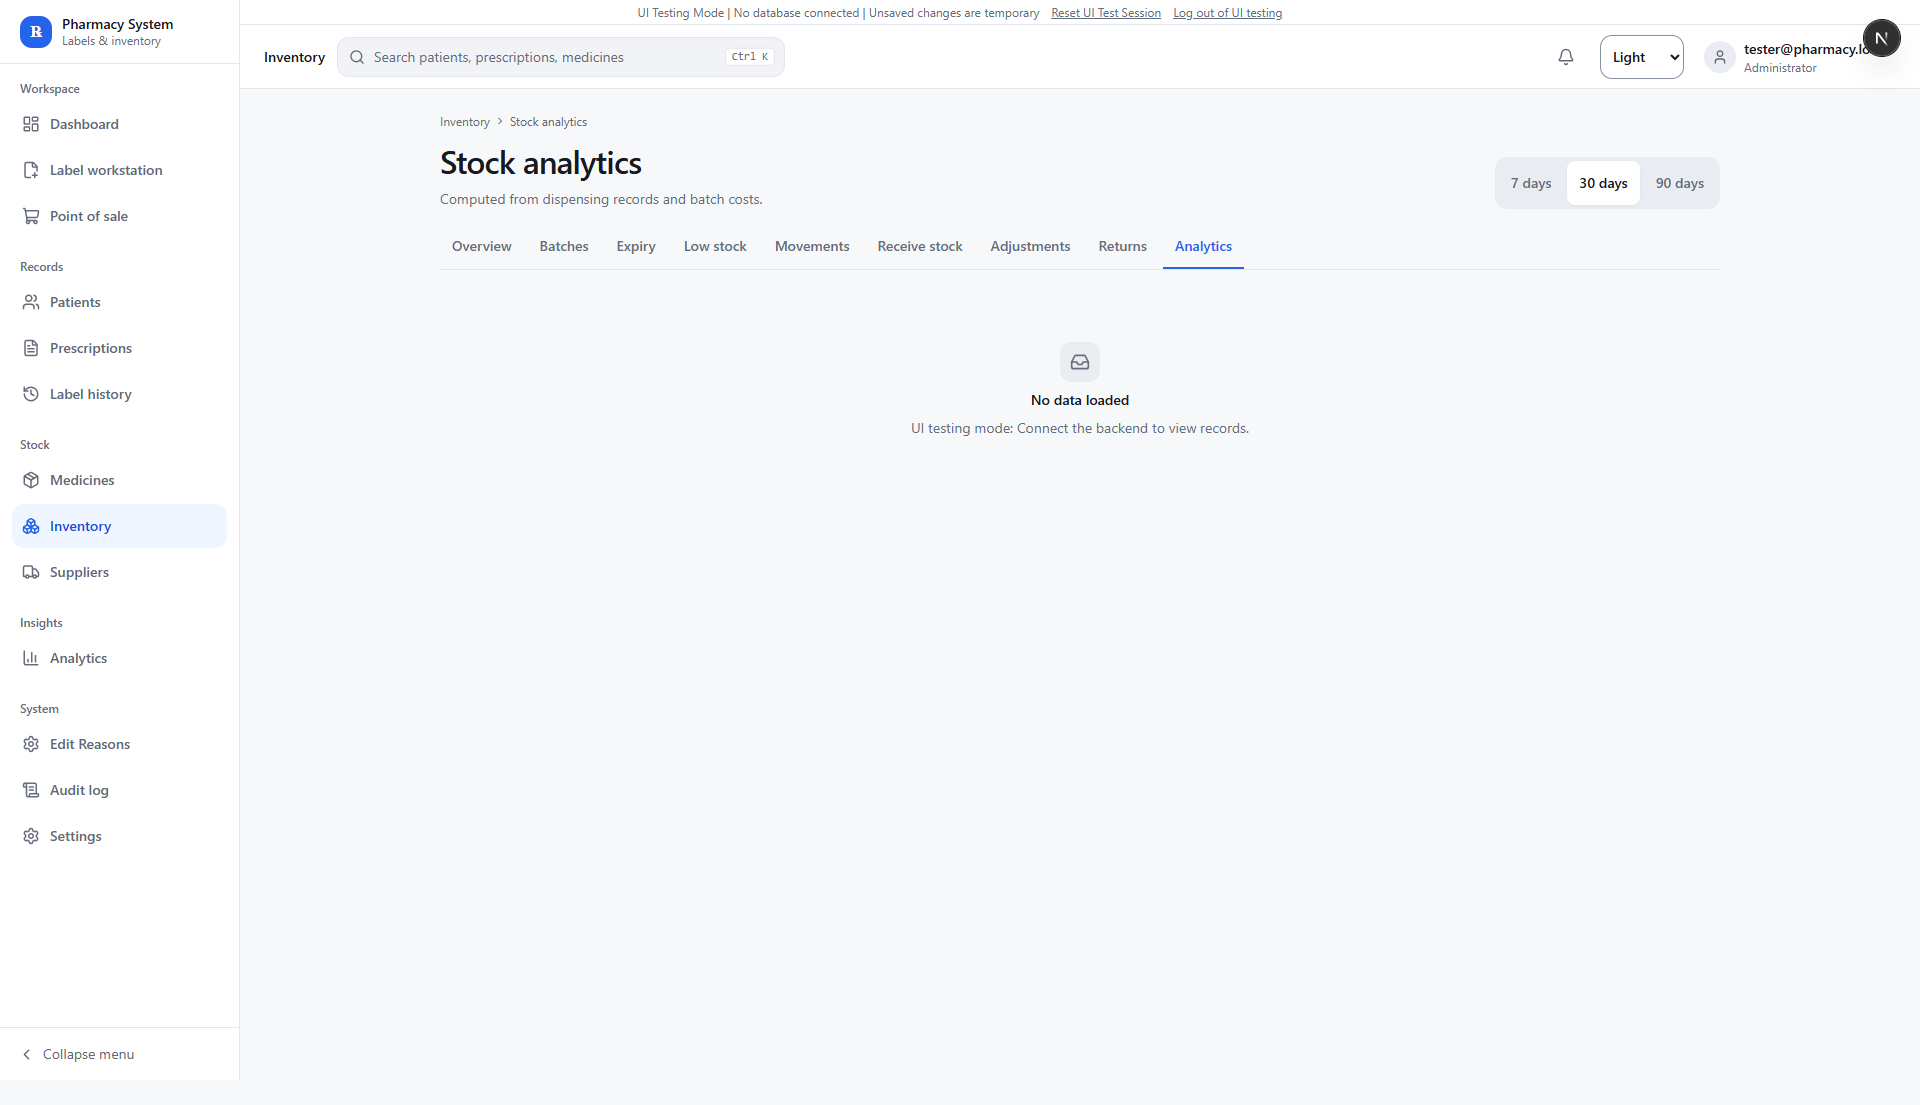 UI Testing Mode | No database connected | Unsaved changes are temporary Reset UI Test Session Log out of UI testing
Pharmacy System
Labels & inventory
Inventory
Search patients, prescriptions, medicines
Ctrl K
Light
tester@pharmacy.lo
Administrator
Workspace
Dashboard
Label workstation
Point of sale
Records
Patients
Prescriptions
Label history
Stock
Medicines
Inventory
Suppliers
Insights
Analytics
System
Edit Reasons
Audit log
Settings
Collapse menu
Inventory > Stock analytics
Stock analytics
Computed from dispensing records and batch costs.
7 days 30 days 90 days
Overview Batches Expiry Low stock Movements Receive stock Adjustments Returns Analytics
No data loaded
UI testing mode: Connect the backend to view records.